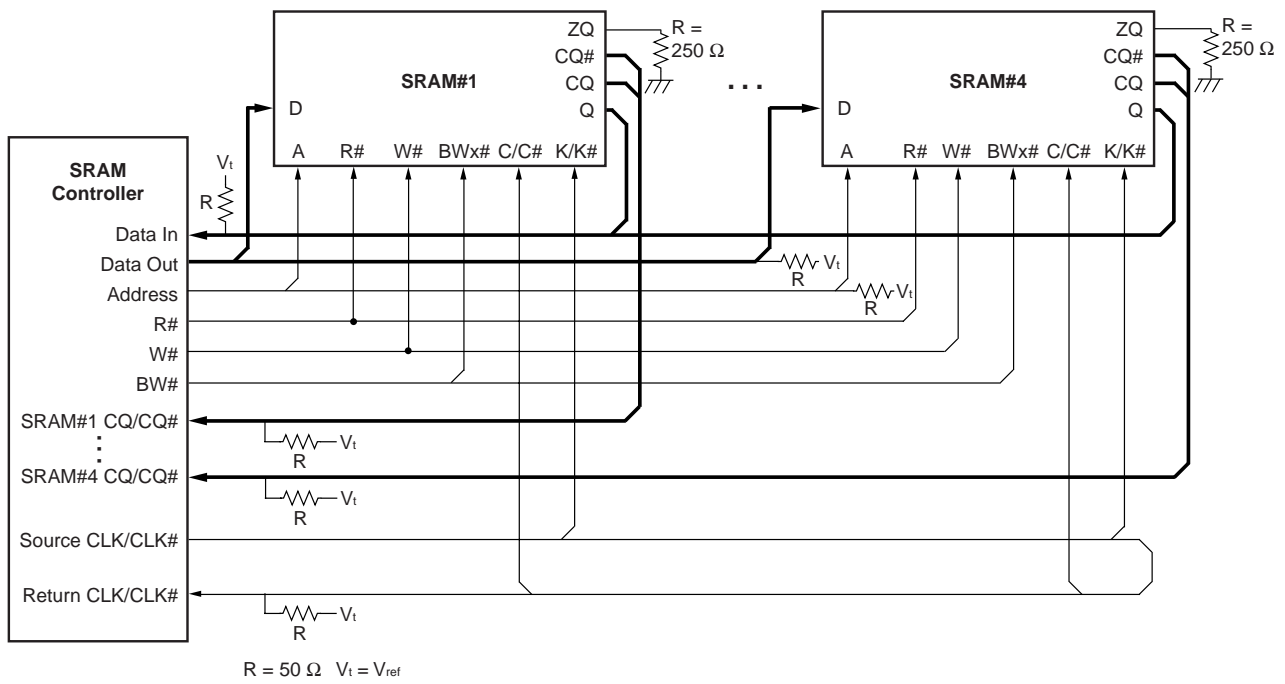 ZQ
R =
250 Ω
CQ#
SRAM#1
CQ
D
Q
A R# W# BWx# C/C# K/K#
...
ZQ
R =
250 Ω
CQ#
SRAM#4
CQ
D
Q
A R# W# BWx# C/C# K/K#
SRAM
Controller
Vt
R
Data In
Data Out
Vt
R
Address
Vt
R
R#
W#
BW#
SRAM#1 CQ/CQ#
Vt
R
SRAM#4 CQ/CQ#
Vt
R
Source CLK/CLK#
Return CLK/CLK#
Vt
R
R = 50 Ω Vt = Vref